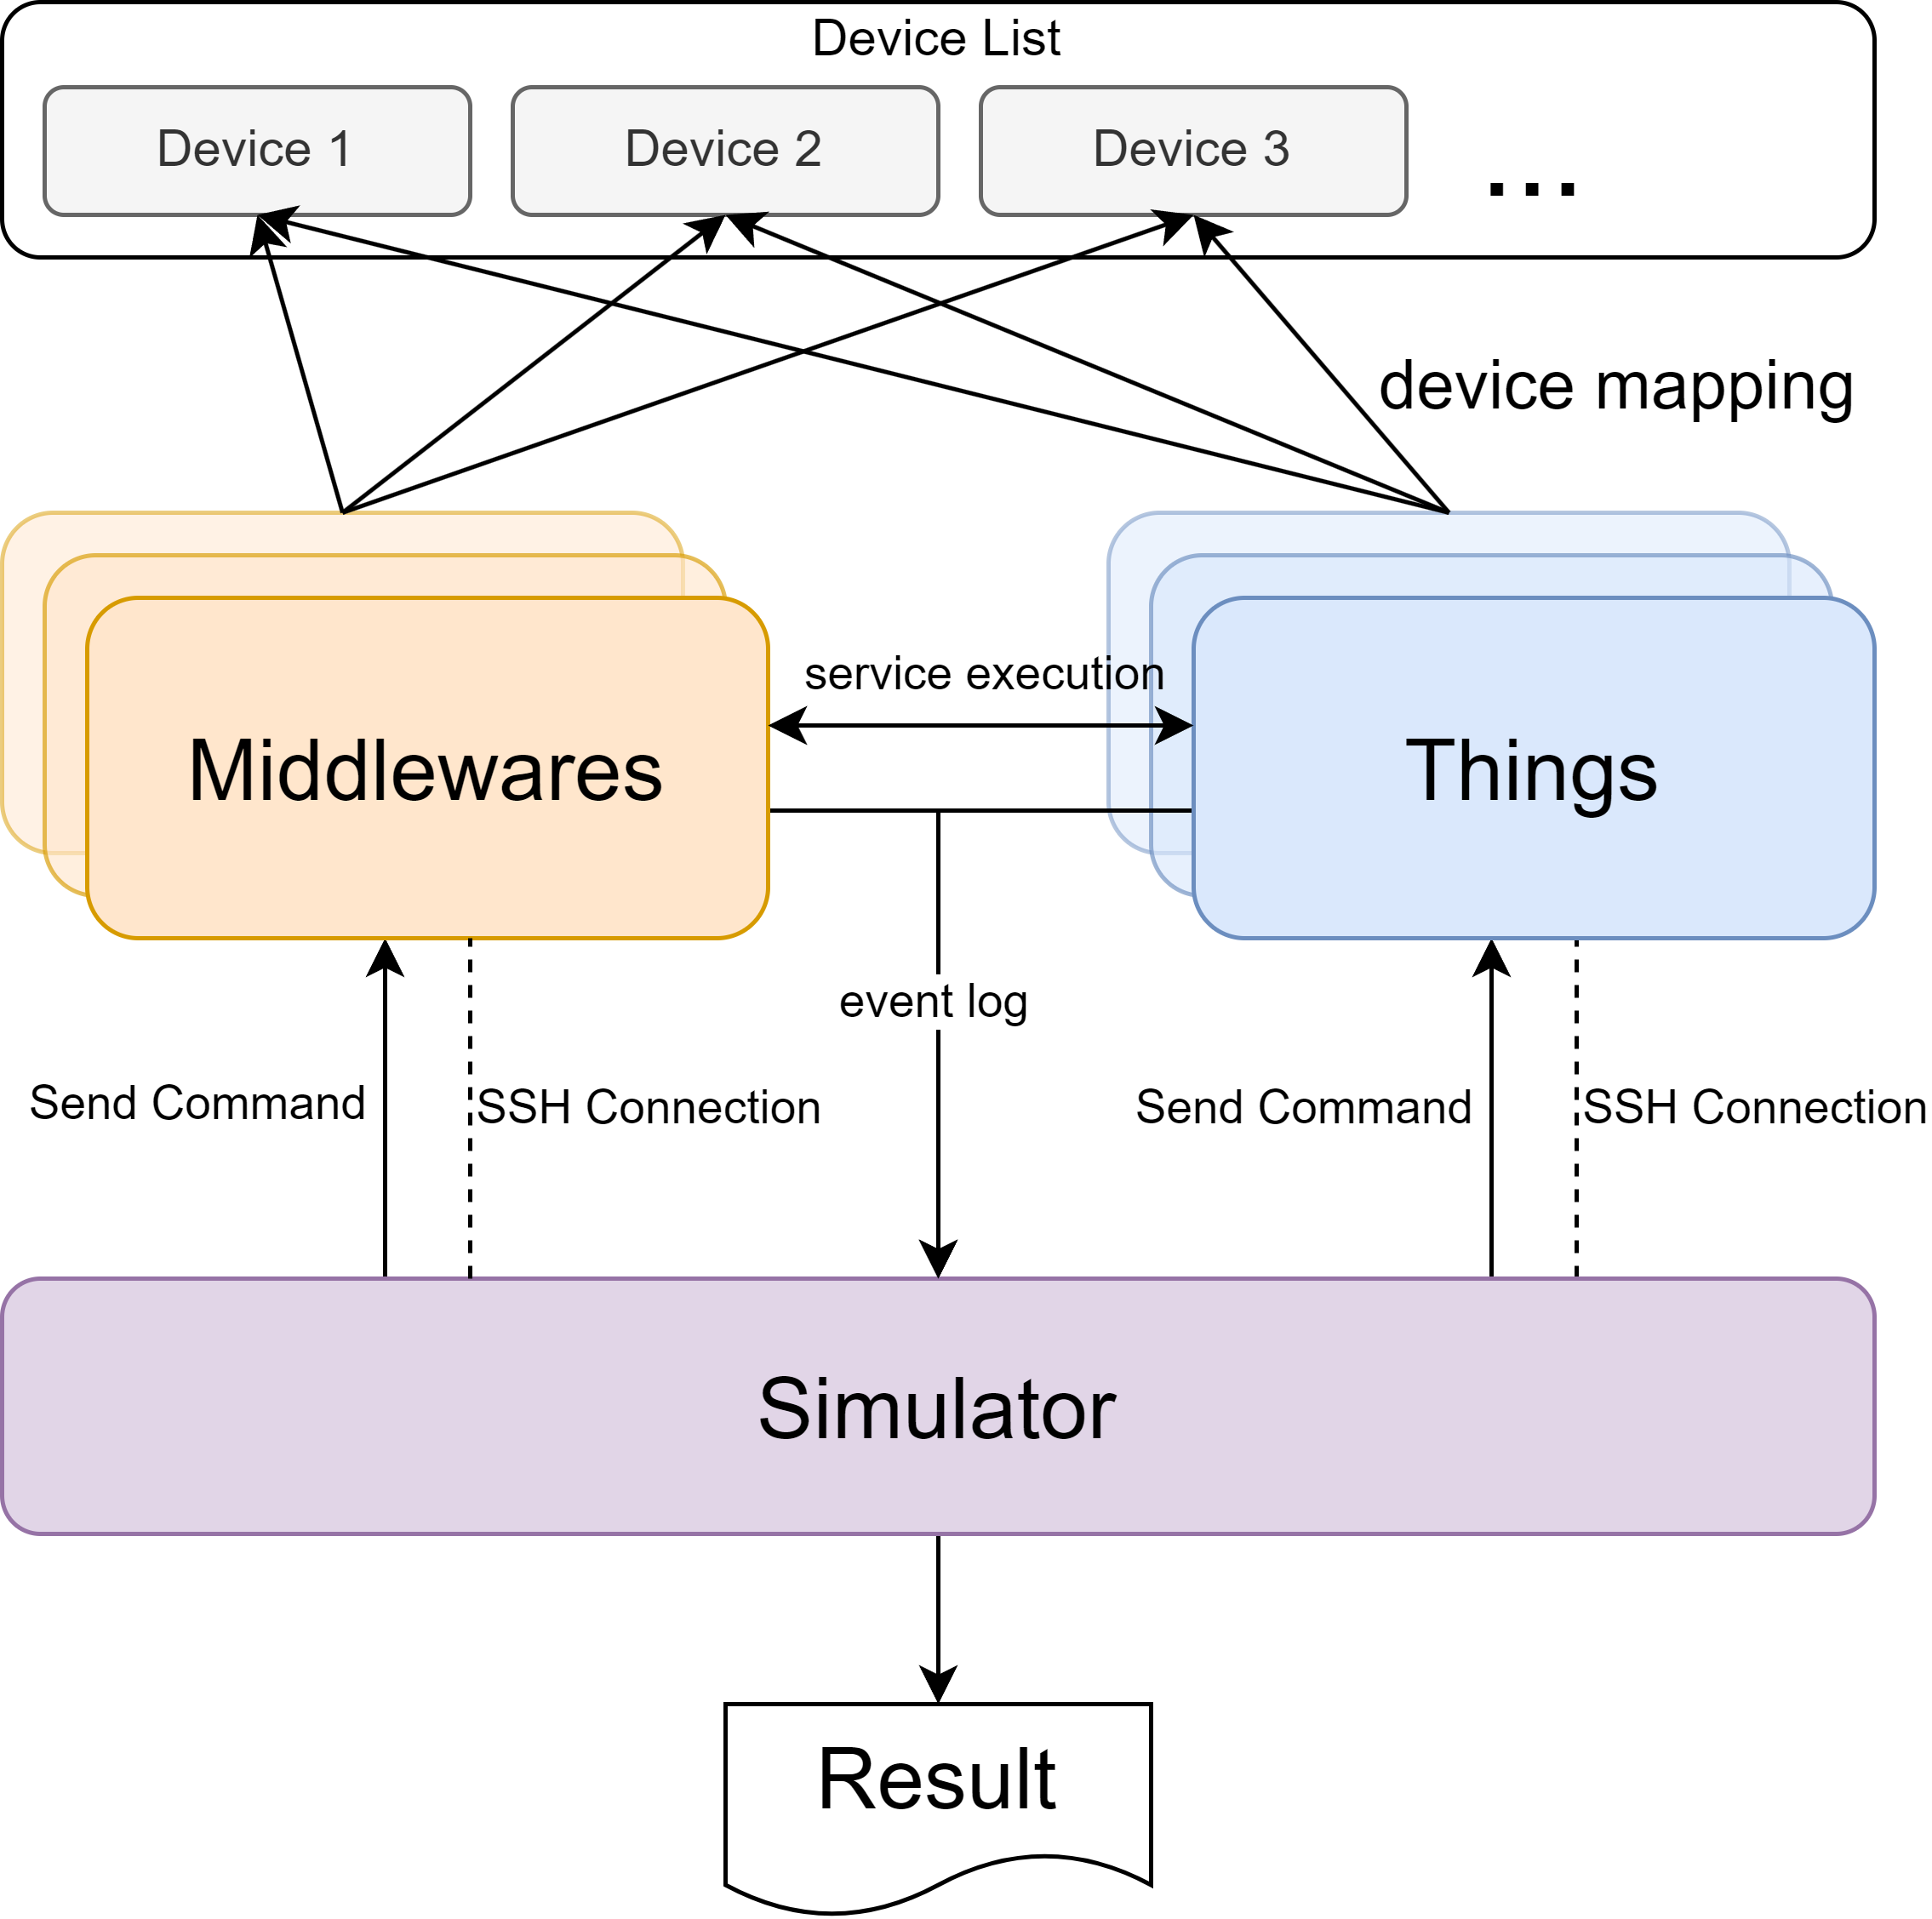 Device List
Device 1
Device 2
Device 3
...
device mapping
service execution
Middlewares
Things
event log
Send Command
SSH Connection
Send Command
SSH Connection
Simulator
Result